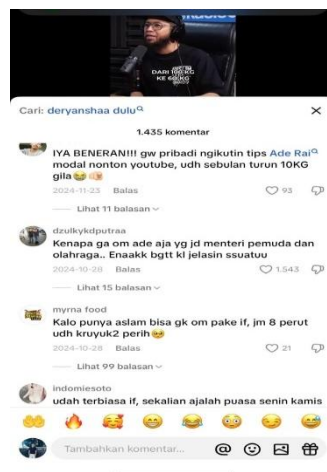 DARI 100 KG
KE 68 KG
Cari: deryanshaa dulu
1.435 komentar
IYA BENERAN!!! gw pribadi ngikutin tips Ade Rai
modal nonton youtube, udh sebulan turun 10KG
gila😭🫵🏻
2024-11-23 Balas 93
Lihat 11 balasan
dzulkykdputraa
Kenapa ga om ade aja yg jd menteri pemuda dan
olahraga.. Enaakk bgtt kl jelasin ssuatuu
2024-10-28 Balas 1.543
Lihat 15 balasan
myrna food
Kalo punya aslam bisa gk om pake if, jm 8 perut
udh kruyuk2 perih🥹
2024-10-28 Balas 21
Lihat 99 balasan
indomiesoto
udah terbiasa if, sekalian ajalah puasa senin kamis
Tambahkan komentar...